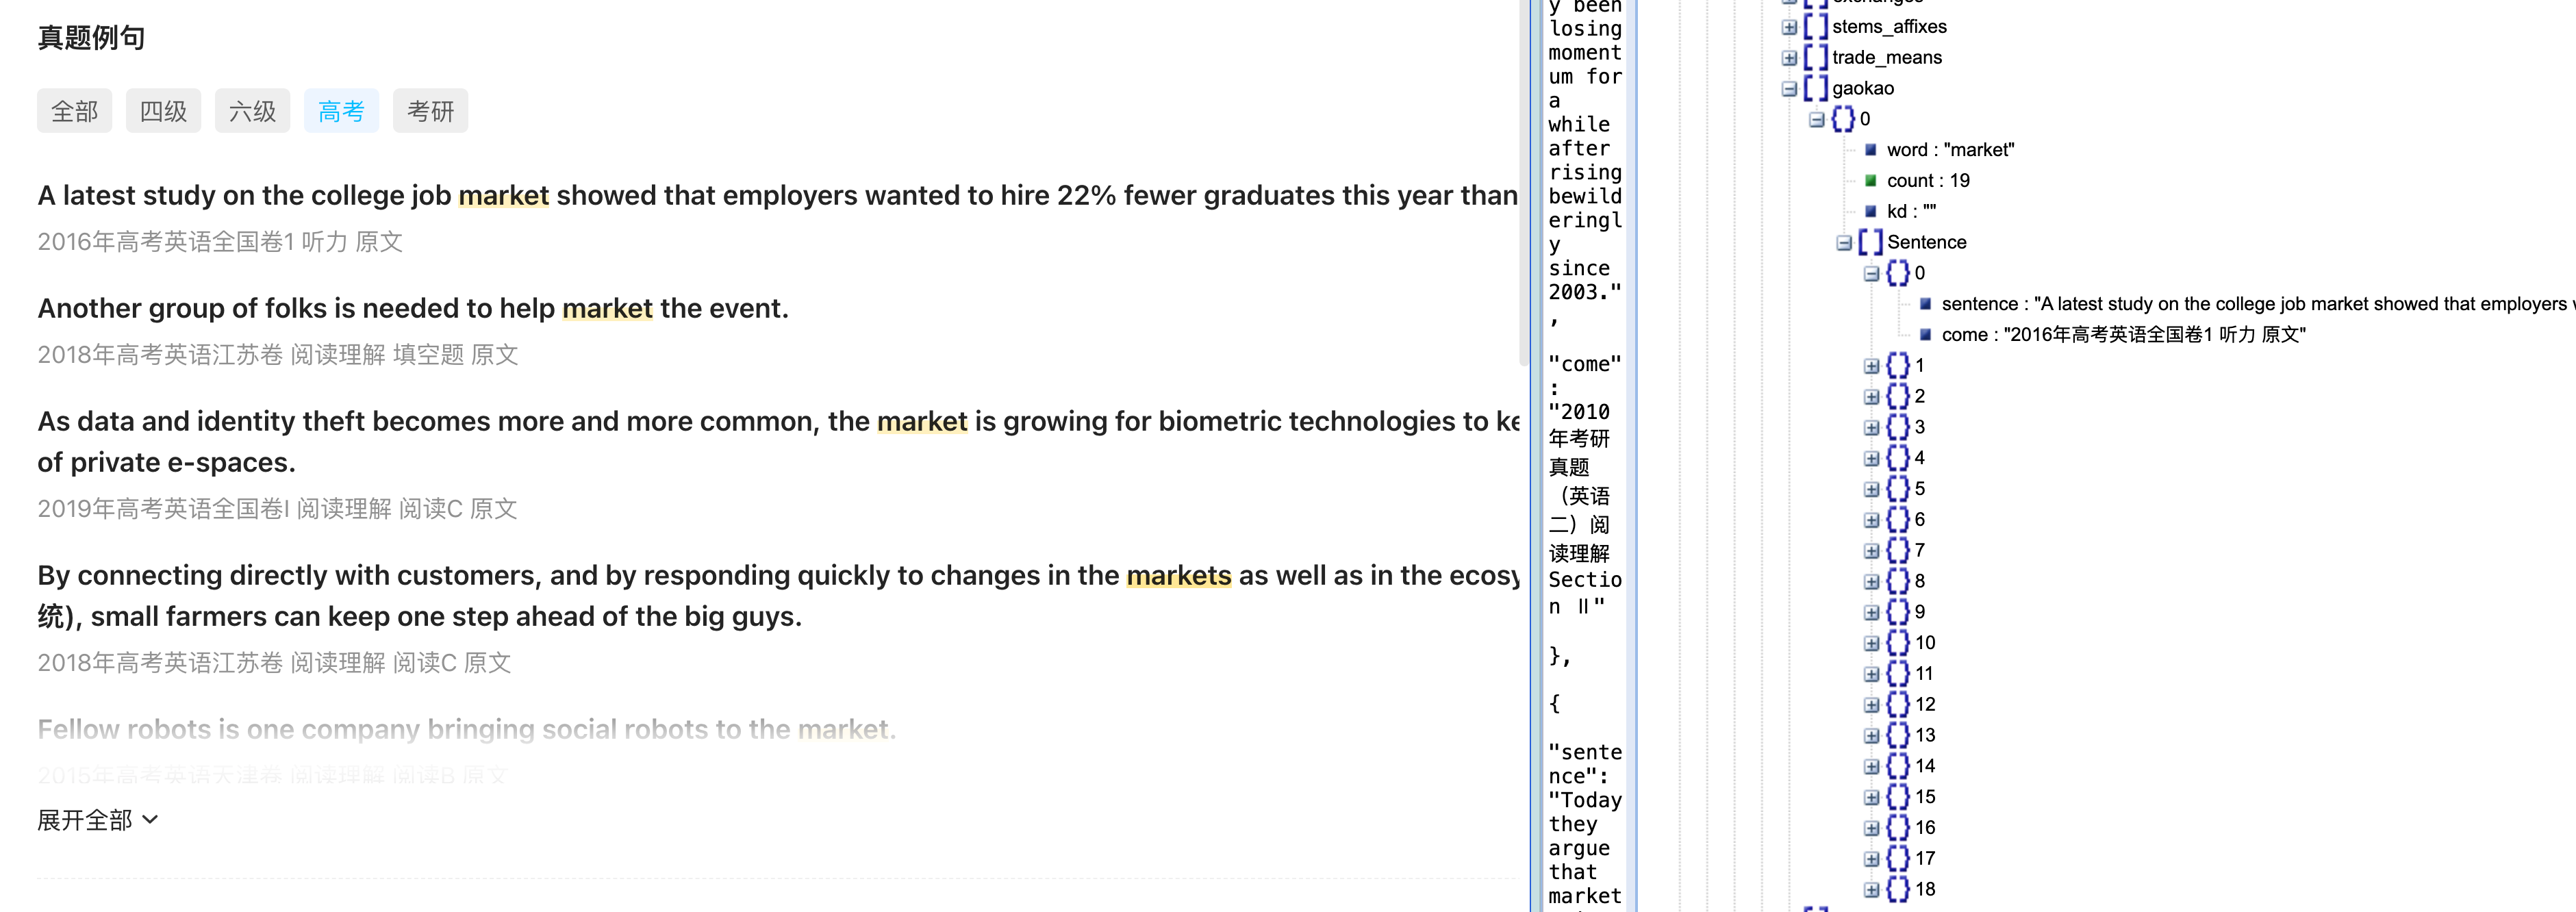 真题例句
全部 四级 六级 高考 考研
A latest study on the college job market showed that employers wanted to hire 22% fewer graduates this year than
2016年高考英语全国卷1 听力 原文
Another group of folks is needed to help market the event.
2018年高考英语江苏卷 阅读理解 填空题 原文
As data and identity theft becomes more and more common, the market is growing for biometric technologies to ke
of private e-spaces.
2019年高考英语全国卷I 阅读理解 阅读C 原文
By connecting directly with customers, and by responding quickly to changes in the markets as well as in the ecosy
统), small farmers can keep one step ahead of the big guys.
2018年高考英语江苏卷 阅读理解 阅读C 原文
Fellow robots is one company bringing social robots to the market.
2015年高考英语天津卷 阅读理解 阅读B 原文
展开全部
y been
losing
moment
um for
a
while
after
rising
bewild
eringl
y
since
2003."
,
"come"
:
"2010
年考研
真题
（英语
二）阅
读理解
Sectio
n Ⅱ"
},
{
"sente
nce":
"Today
they
argue
that
market
exchanges
stems_affixes
trade_means
gaokao
0
word : "market"
count : 19
kd : ""
Sentence
0
sentence : "A latest study on the college job market showed that employers
come : "2016年高考英语全国卷1 听力 原文"
1
2
3
4
5
6
7
8
9
10
11
12
13
14
15
16
17
18